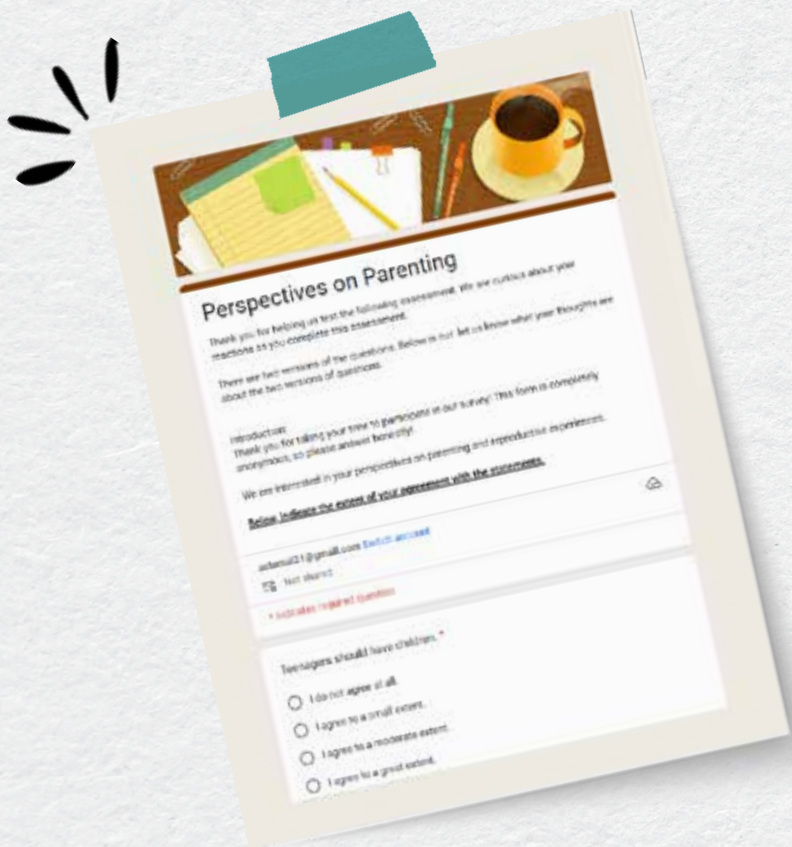 Perspectives on Parenting
Thank you for helping us test the following assessment. We are curious about your
reactions as you complete this assessment.
There are two versions of the questions. Below is our let us know what your thoughts are
about the two versions of questions.
Introduction:
Thank you for taking your time to participate in our survey! This form is completely
anonymous, so please answer honestly!
We are interested in your perspectives on parenting and reproductive experiences.
Below, indicate the extent of your agreement with the statements.
@gmail.com Switch account
Not shared
* Indicates required question
Teenagers should have children. *
I do not agree at all.
I agree to a small extent.
I agree to a moderate extent.
I agree to a great extent.